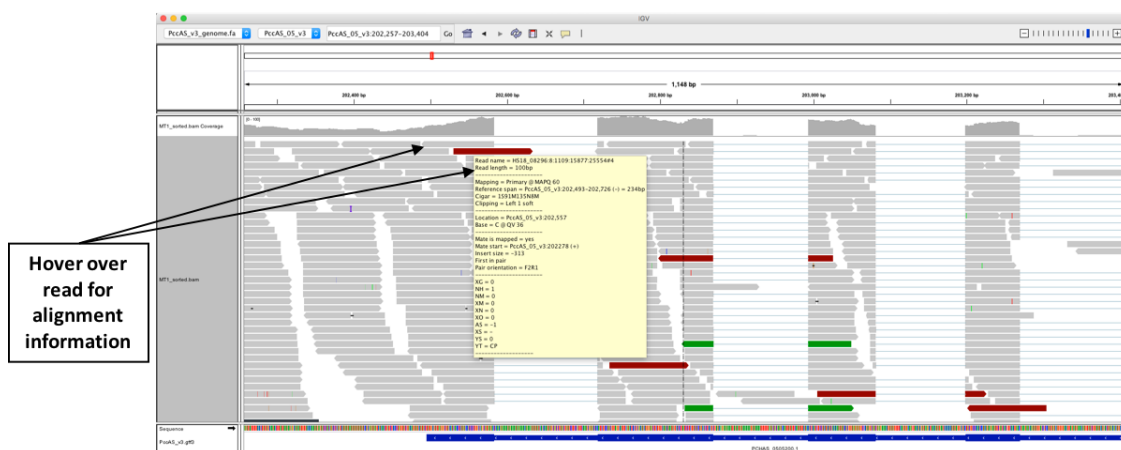 IGV
PccAS_v3_genome.fa PccAS_05_v3 PccAS_05_v3:202,257-203,404 Go
1,148 bp
202,400 bp 202,600 bp 202,800 bp 203,000 bp 203,200 bp
MT1_sorted.bam Coverage
[0 - 100]
Read name = HS18_08296:8:1109:15877:25554#4
Read length = 100bp
Mapping = Primary @ MAPQ 60
Reference span = PccAS_05_v3:202,493-202,726 (-) = 234bp
Cigar = 1S91M135N8M
Clipping = Left 1 soft
Location = PccAS_05_v3:202,557
Base = C @ QV 36
Mate is mapped = yes
Mate start = PccAS_05_v3:202278 (+)
Insert size = -313
First in pair
Pair orientation = F2R1
XG = 0
NH = 1
NM = 0
XM = 0
XN = 0
XO = 0
AS = -1
XS = -
YS = 0
YT = CP
Hover over
read for
alignment
information
MT1_sorted.bam
Sequence
PccAS_v3.gff3
PCHAS_0505200.1